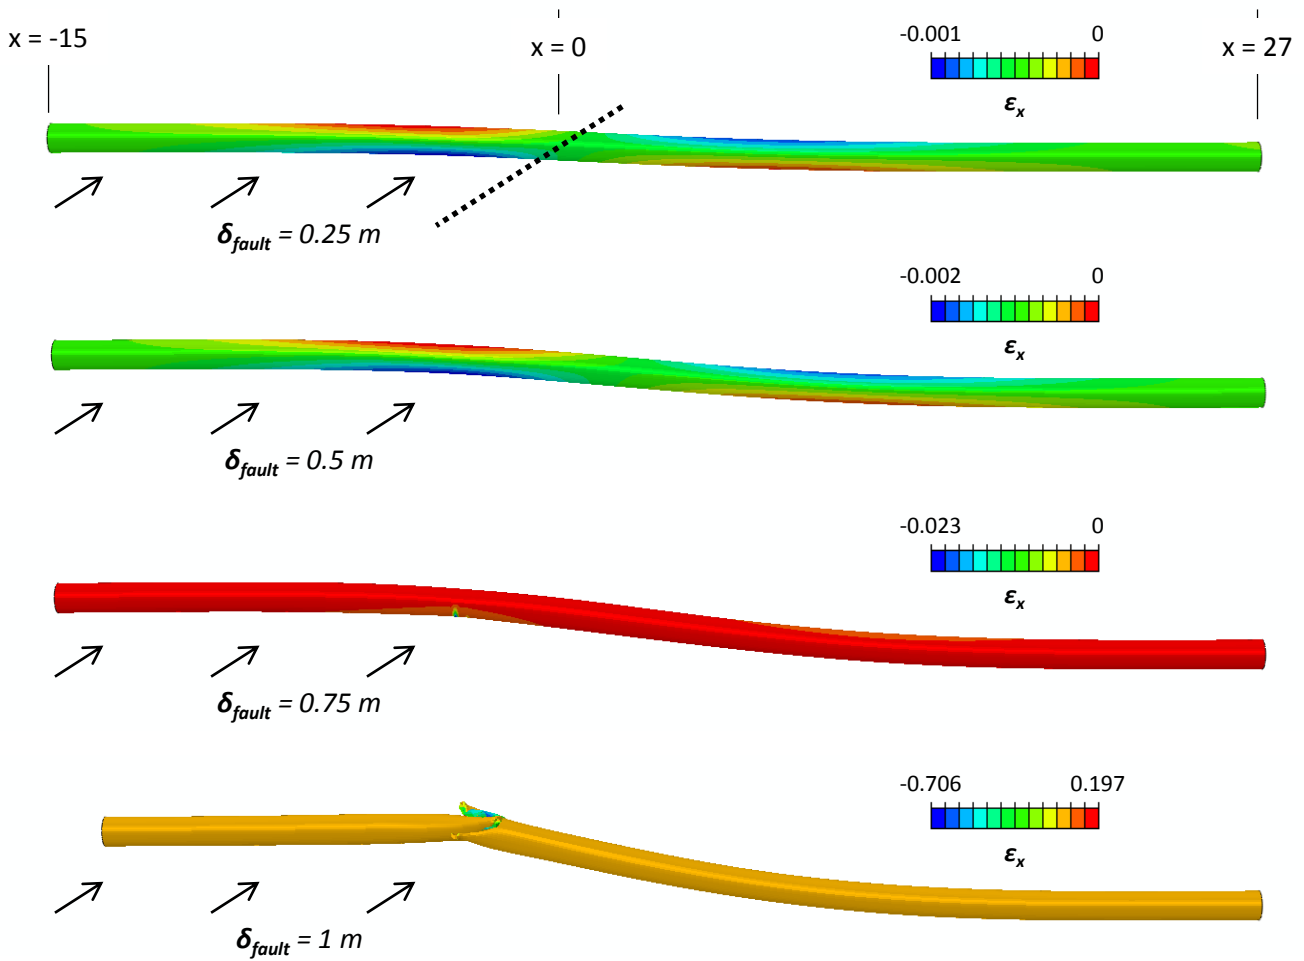 x = -15
x = 0
-0.001 0
x = 27
εx
δfault = 0.25 m
-0.002 0
εx
δfault = 0.5 m
-0.023 0
εx
δfault = 0.75 m
-0.706 0.197
εx
δfault = 1 m